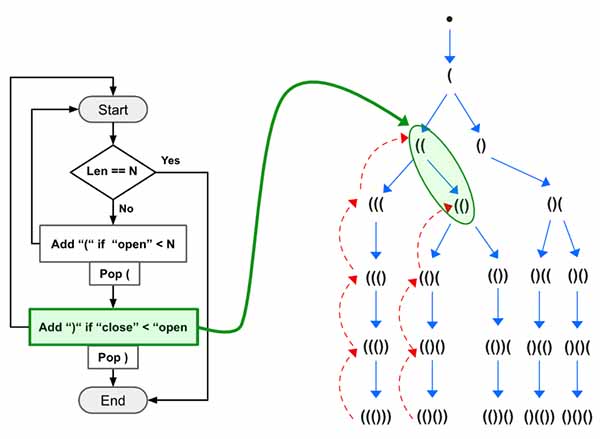 Start
Len == N
Yes
No
Add “(“ if “open” < N
Pop (
Add “)“ if “close” < “open
Pop )
End
(
(( ()
((( (() ()(
((() (()( (()) ()(( ()()
((()) (()() (())( ()(() ()()(
((())) (()()) (())() ()(()) ()()()